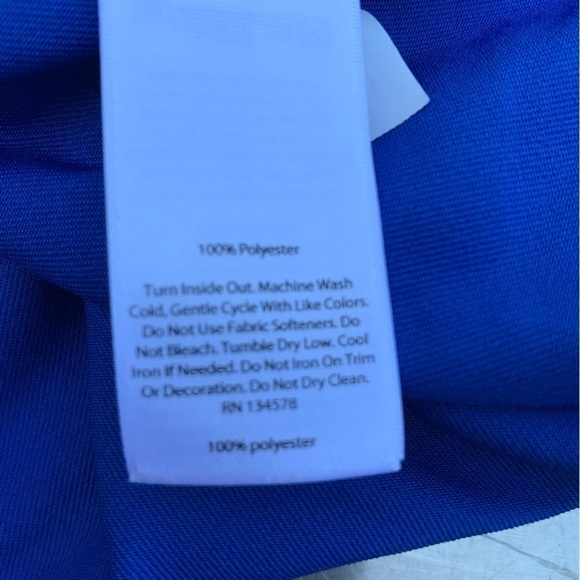 100% Polyester
Turn Inside Out. Machine Wash
Cold, Gentle Cycle With Like Colors.
Do Not Use Fabric Softeners. Do
Not Bleach. Tumble Dry Low. Cool
Iron If Needed. Do Not Iron On Trim
Or Decoration. Do Not Dry Clean.
RN 134578
100% polyester